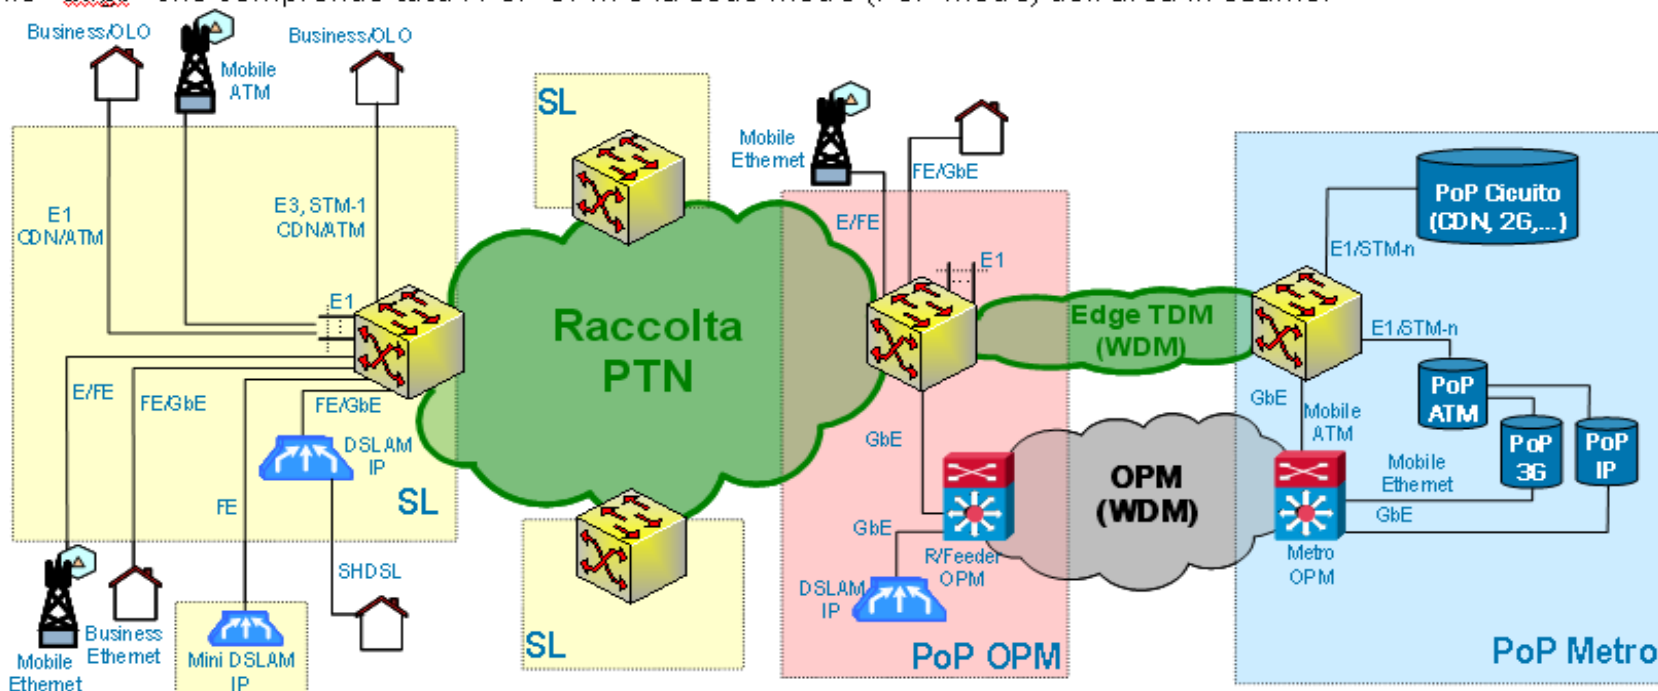 Business/OLO
Mobile
ATM
Business/OLO
E1
CDN/ATM
E3, STM-1
CDN/ATM
E1
E/FE
FE/GbE
FE/GbE
DSLAM
IP
FE
SL
SHDSL
Mobile
Ethernet
Business
Ethernet
Mini DSLAM
IP
SL
Raccolta
PTN
SL
Mobile
Ethernet
FE/GbE
E/FE
E1
GbE
GbE
R/Feeder
OPM
DSLAM
IP
PoP OPM
Edge TDM
(WDM)
OPM
(WDM)
PoP Cicuito
(CDN, 2G,...)
E1/STM-n
E1/STM-n
GbE
Mobile
ATM
PoP
ATM
PoP
3G
PoP
IP
Mobile
Ethernet
GbE
Metro
OPM
PoP Metro